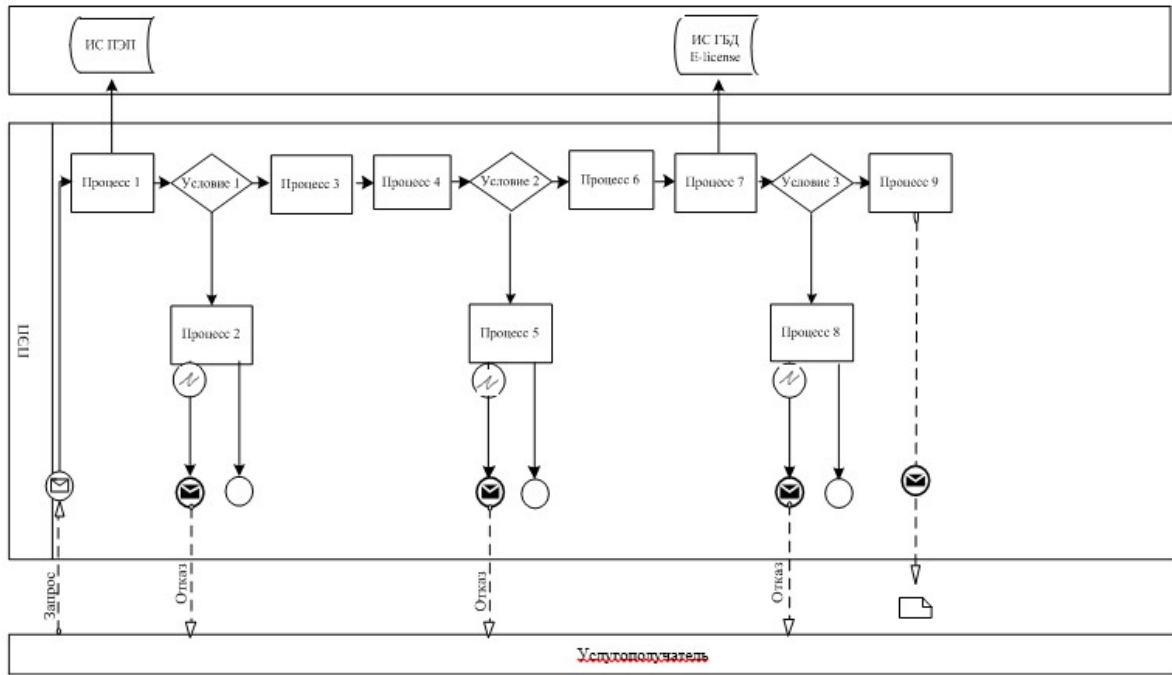 ИС ПЭП
ИС ГБД
E-license
Процесс 1
Условие 1
Процесс 3
Процесс 4
Условие 2
Процесс 6
Процесс 7
Условие 3
Процесс 9
ПЭП
Процесс 2
Процесс 5
Процесс 8
Запрос
Отказ
Отказ
Отказ
Услугополучатель